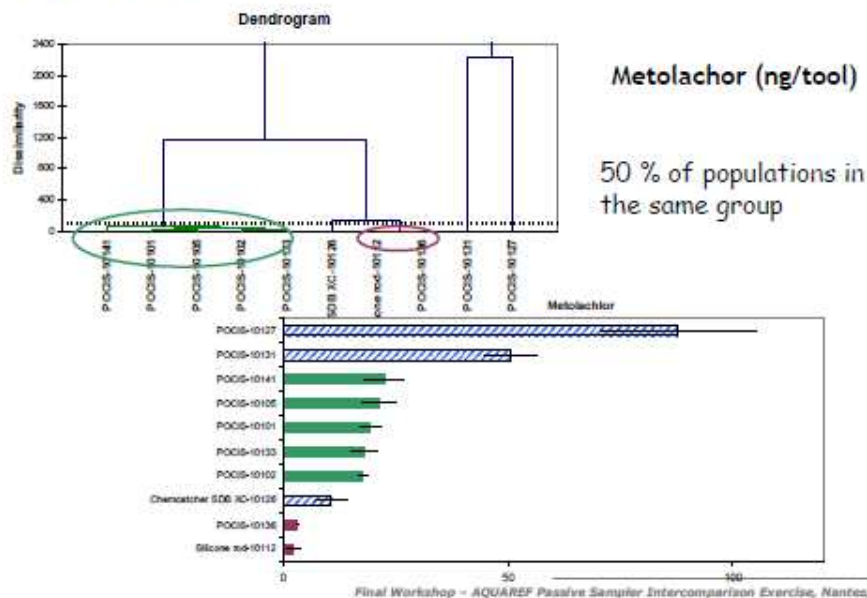 Dendrogram
2400
2000
1600
1200
800
400
0
Dissimilarity
Metolachor (ng/tool)
50 % of populations in
the same group
POCIS-10141
POCIS-10101
POCIS-10105
POCIS-10102
POCIS-10133
SDB XC-10126
one rod-10112
POCIS-10136
POCIS-10131
POCIS-10127
Metolachlor
POCIS-10127
POCIS-10131
POCIS-10141
POCIS-10105
POCIS-10101
POCIS-10133
POCIS-10102
Chemcatcher SDB XC-10126
POCIS-10136
Silicone rod-10112
0
50
100
Final Workshop – AQUAREF Passive Sampler Intercomparison Exercise, Nantes,